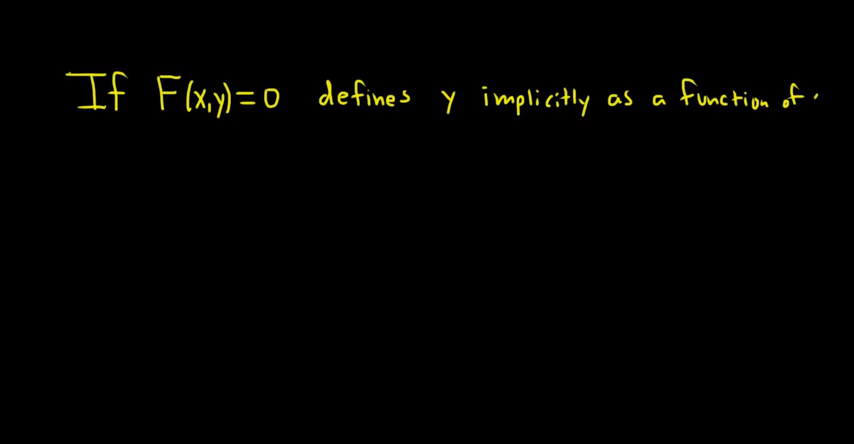 If F(x,y)=0 defines y implicitly as a function of